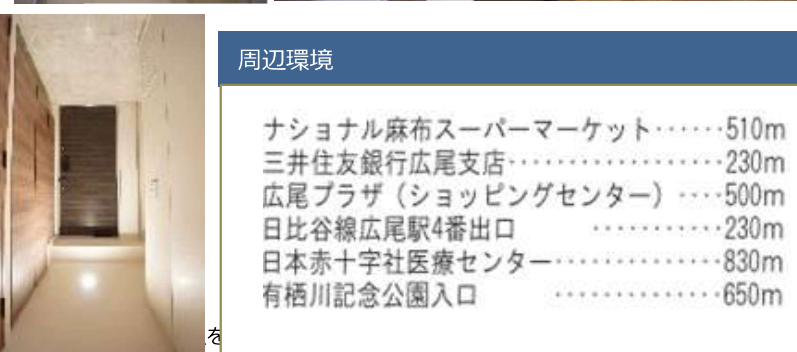 周辺環境
ナショナル麻布スーパーマーケット······510m
三井住友銀行広尾支店··················230m
広尾プラザ（ショッピングセンター）····500m
日比谷線広尾駅4番出口 ···········230m
日本赤十字社医療センター··············830m
有栖川記念公園入口 ··············650m
を